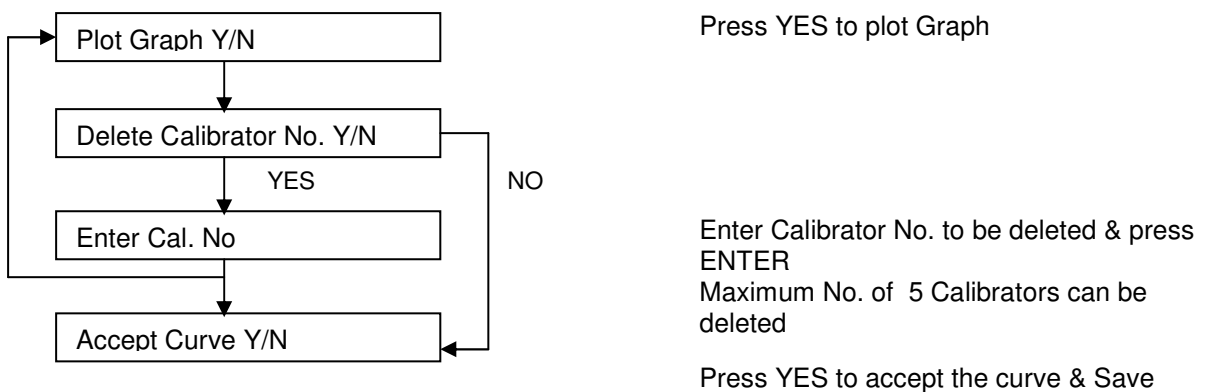 Plot Graph Y/N
Press YES to plot Graph
Delete Calibrator No. Y/N
YES
NO
Enter Cal. No
Enter Calibrator No. to be deleted & press
ENTER
Maximum No. of 5 Calibrators can be
deleted
Accept Curve Y/N
Press YES to accept the curve & Save